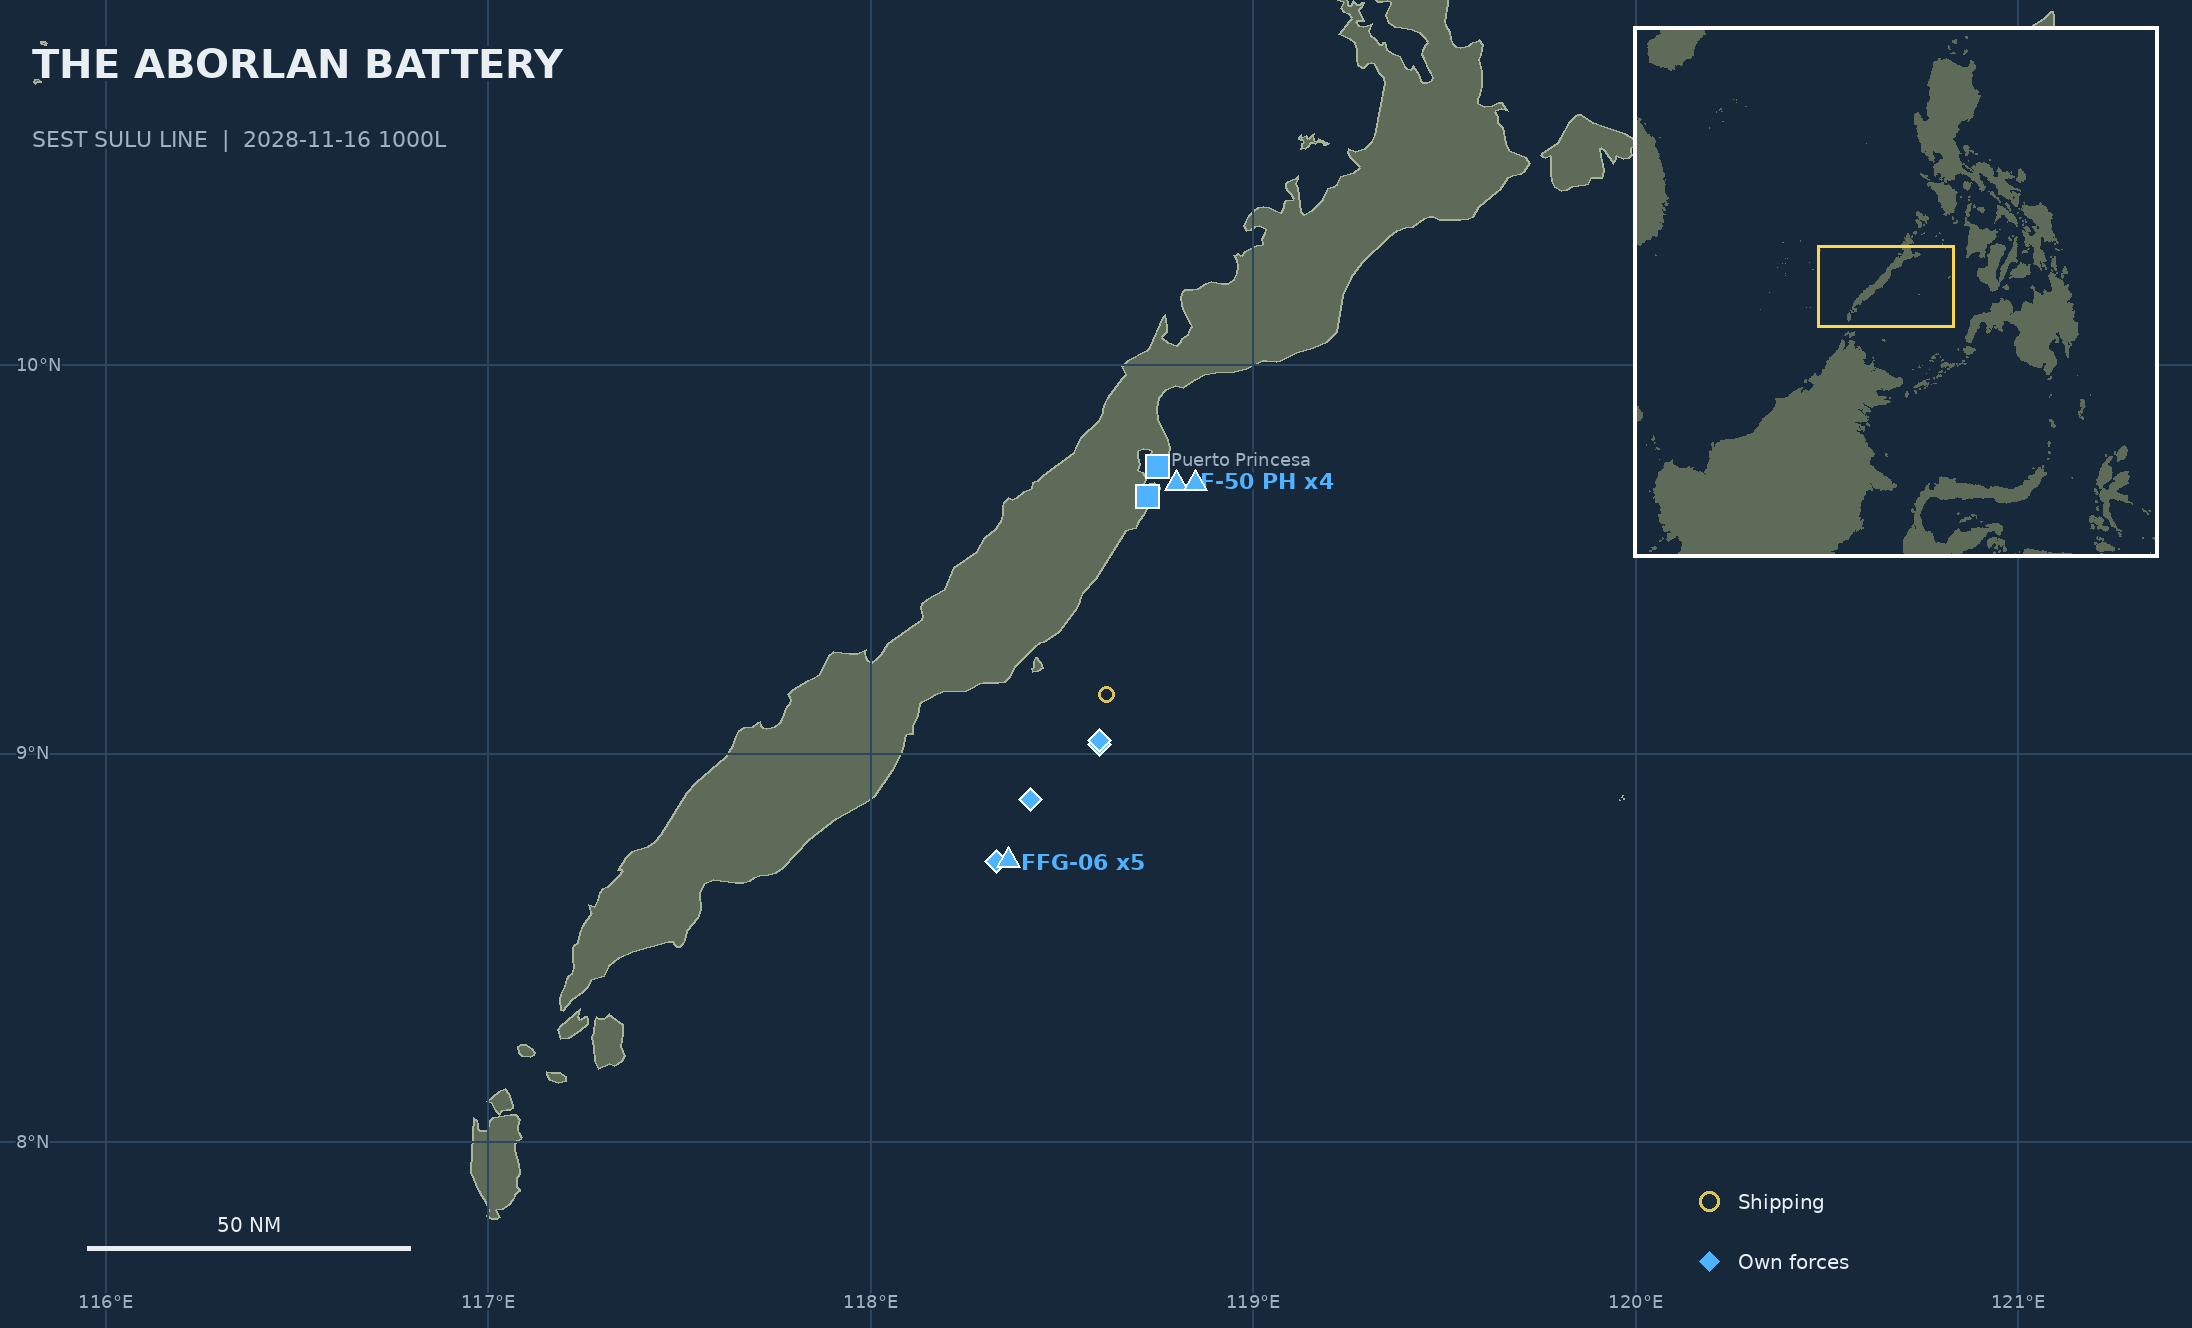 THE ABORLAN BATTERY
SEST SULU LINE | 2028-11-16 1000L
10°N
Puerto Princesa
F-50 PH x4
9°N
FFG-06 x5
8°N
Shipping
50 NM
Own forces
116°E
117°E
118°E
119°E
120°E
121°E